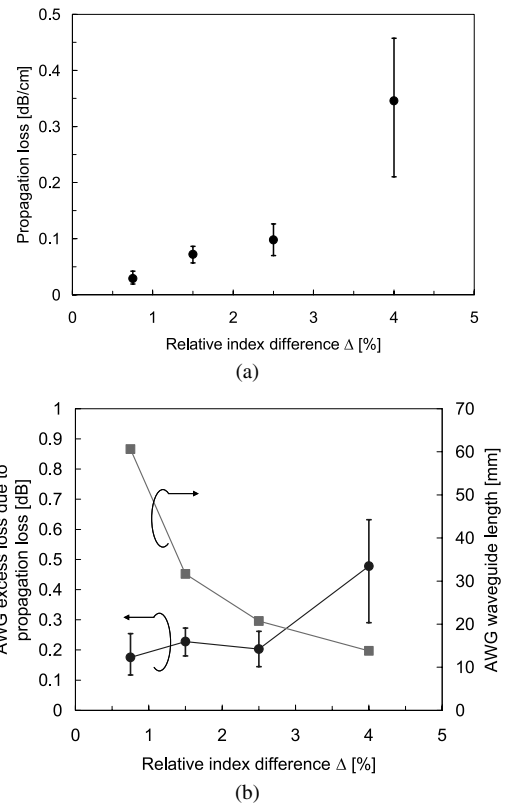 0.5
0.4
0.3
0.2
0.1
0
Propagation loss [dB/cm]
0 1 2 3 4 5
Relative index difference Δ [%]
(a)
1
0.9
0.8
0.7
0.6
0.5
0.4
0.3
0.2
0.1
0
AWG excess loss due to
propagation loss [dB]
70
60
50
40
30
20
10
0
AWG waveguide length [mm]
0 1 2 3 4 5
Relative index difference Δ [%]
(b)